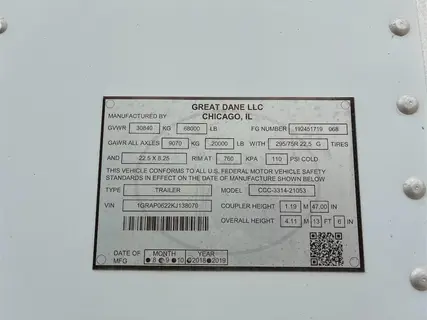 GREAT DANE LLC
MANUFACTURED BY CHICAGO, IL
GVWR 30840 KG 68000 LB FG NUMBER 192451719 068
GAWR ALL AXLES 9070 KG 20000 LB WITH 295/75R 22.5 G TIRES
AND 22.5 X 8.25 RIM AT 760 KPA 110 PSI COLD
THIS VEHICLE CONFORMS TO ALL U.S. FEDERAL MOTOR VEHICLE SAFETY
STANDARDS IN EFFECT ON THE DATE OF MANUFACTURE SHOWN BELOW
TYPE TRAILER MODEL CCC-3314-21053
VIN 1GRAP0622KJ138070 COUPLER HEIGHT 1.19 M 47.00 IN
OVERALL HEIGHT 4.11 M 13 FT 6 IN
DATE OF MFG MONTH YEAR
8 9 10 2018 2019